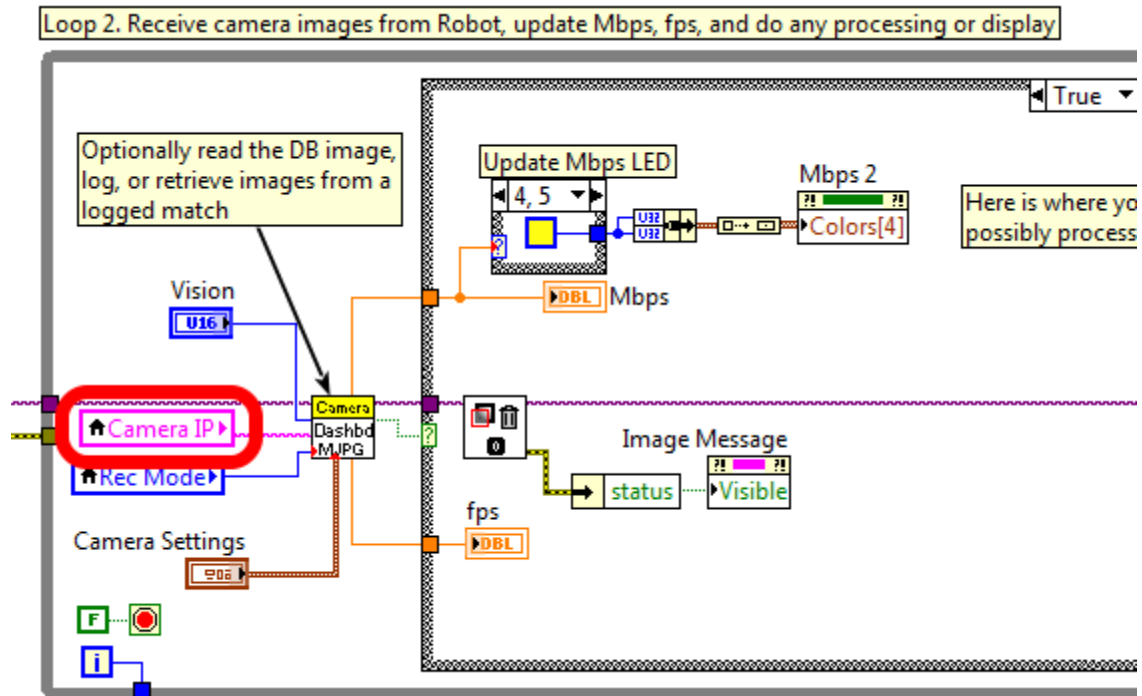 Loop 2. Receive camera images from Robot, update Mbps, fps, and do any processing or display
True
Optionally read the DB image,
log, or retrieve images from a
logged match
Update Mbps LED
4, 5
Mbps 2
?! ?!
Colors[4]
Here is where yo
possibly process
U32
U32
?
DBL
Mbps
Vision
U16
Camera IP
Camera
Dashbd
MJPG
?
0
Image Message
?! ?!
Rec Mode
status
Visible
fps
DBL
Camera Settings
F
i